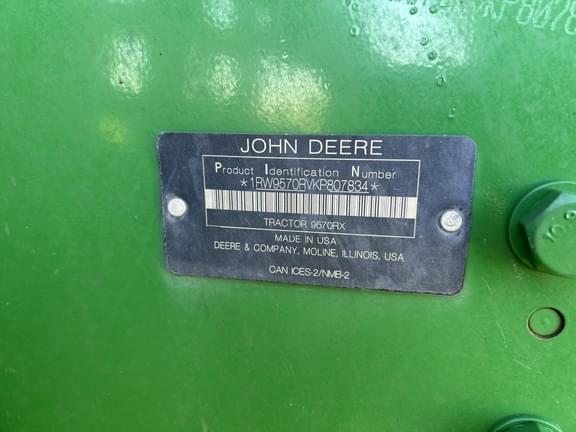 JOHN DEERE
Product Identification Number
*1RW9570RVKP807834*
TRACTOR 9570RX
MADE IN USA
DEERE & COMPANY, MOLINE, ILLINOIS, USA
CAN ICES-2/NMB-2